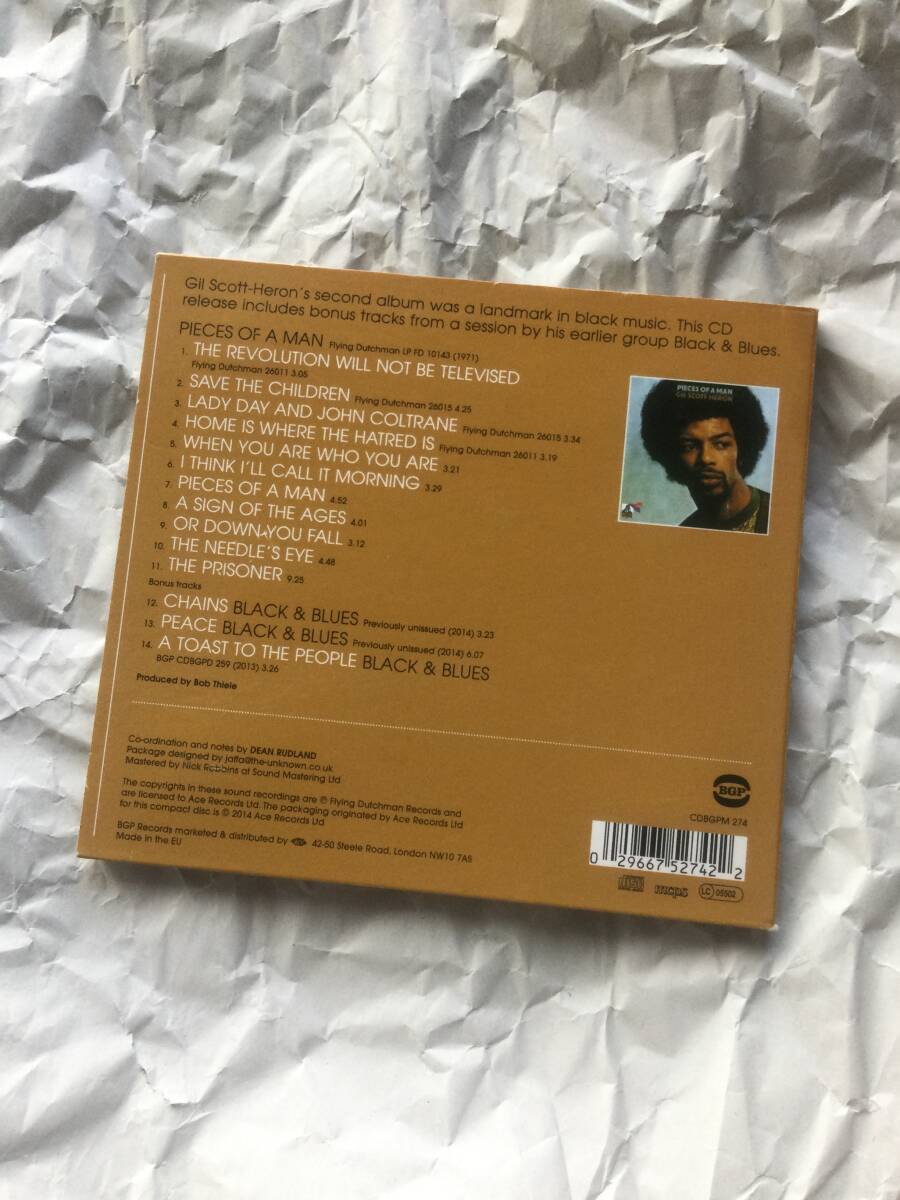 Gil Scott-Heron's second album was a landmark in black music. This CD
release includes bonus tracks from a session by his earlier group Black & Blues.
PIECES OF A MAN Flying Dutchman LP FD 10143 (1971)
1. THE REVOLUTION WILL NOT BE TELEVISED
Flying Dutchman 26011 3.05
2. SAVE THE CHILDREN Flying Dutchman 26015 4.25
3. LADY DAY AND JOHN COLTRANE Flying Dutchman 26015 3.34
4. HOME IS WHERE THE HATRED IS Flying Dutchman 26011 3.19
5. WHEN YOU ARE WHO YOU ARE 3.21
6. I THINK I'LL CALL IT MORNING 3.29
7. PIECES OF A MAN 4.52
8. A SIGN OF THE AGES 4.01
9. OR DOWN YOU FALL 3.12
10. THE NEEDLE'S EYE 4.48
11. THE PRISONER 9.25
Bonus tracks
12. CHAINS BLACK & BLUES Previously unissued (2014) 3.23
13. PEACE BLACK & BLUES Previously unissued (2014) 6.07
14. A TOAST TO THE PEOPLE BLACK & BLUES
BGP CDBGPD 259 (2013) 3.26
Produced by Bob Thiele
PIECES OF A MAN
GIL SCOTT HERON
Co-ordination and notes by DEAN RUDLAND
Package designed by jaffa@the-unknown.co.uk
Mastered by Nick Robbins at Sound Mastering Ltd
The copyrights in these sound recordings are ℗ Flying Dutchman Records and
are licensed to Ace Records Ltd. The packaging originated by Ace Records Ltd
for this compact disc is © 2014 Ace Records Ltd
BGP Records marketed & distributed by 42-50 Steele Road, London NW10 7AS
Made in the EU
BGP
CDBGPM 274
0 29667 52742 2
disc
mcps
LC 05502